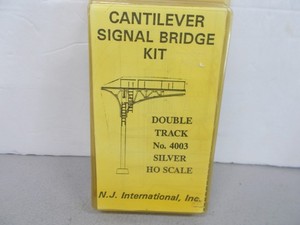 CANTILEVER
SIGNAL BRIDGE
KIT
DOUBLE
TRACK
No. 4003
SILVER
HO SCALE
N.J. International, Inc.